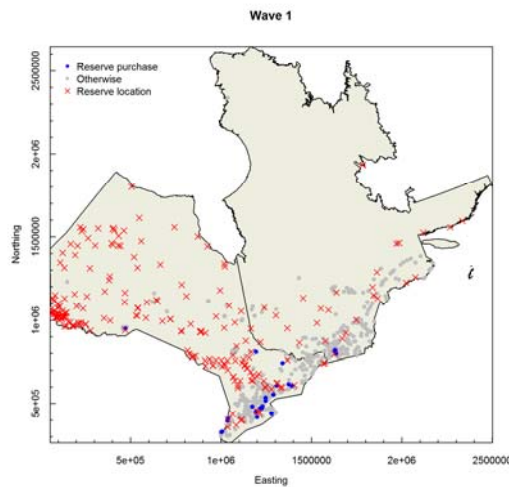 Wave 1
Reserve purchase
Otherwise
Reserve location
Northing
2500000
2e+06
1500000
1e+06
5e+05
5e+05
1e+06
1500000
2e+06
2500000
Easting